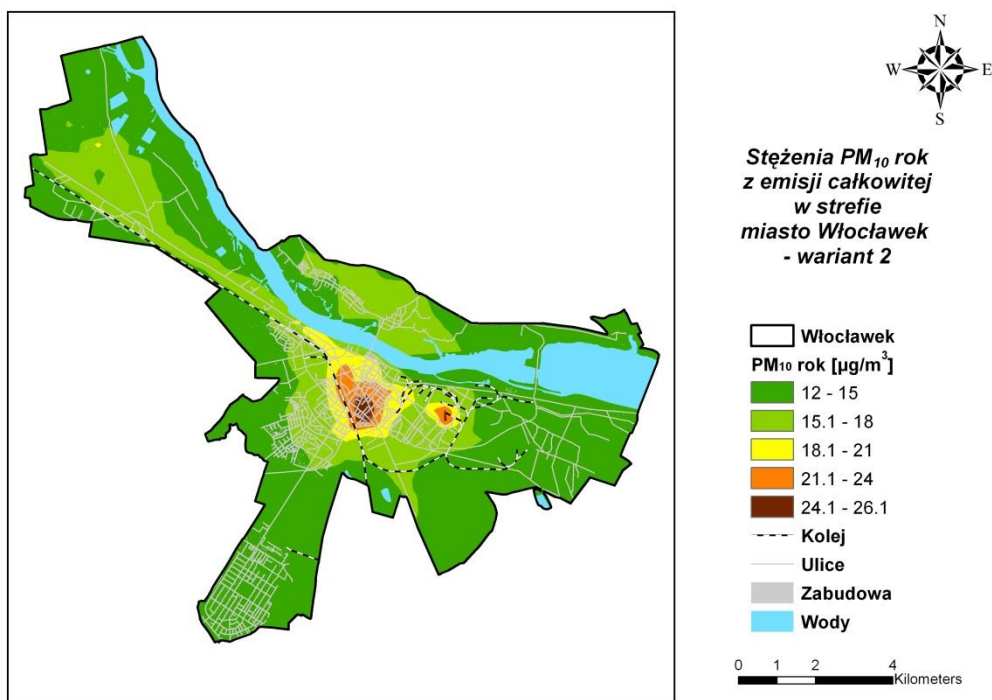 N
W E
S
Stężenia PM₁₀ rok
z emisji całkowitej
w strefie
miasto Włocławek
- wariant 2
Włocławek
PM₁₀ rok [µg/m³]
12 - 15
15.1 - 18
18.1 - 21
21.1 - 24
24.1 - 26.1
Kolej
Ulice
Zabudowa
Wody
0 1 2 4
Kilometers